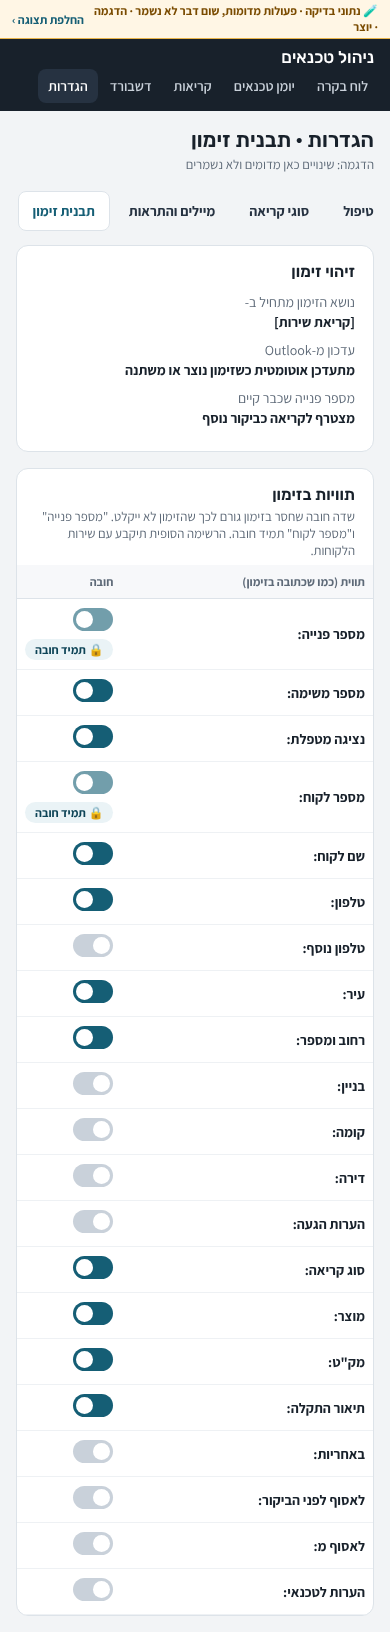 🧪 נתוני בדיקה · פעולות מדומות, שום דבר לא נשמר · הדגמה
· יוצר
החלפת תצוגה ›
ניהול טכנאים
לוח בקרה
יומן טכנאים
קריאות
דשבורד
הגדרות
הגדרות • תבנית זימון
הדגמה: שינויים כאן מדומים ולא נשמרים
טיפול
סוגי קריאה
מיילים והתראות
תבנית זימון
זיהוי זימון
נושא הזימון מתחיל ב-
[קריאת שירות]
עדכון מ-Outlook
מתעדכן אוטומטית כשזימון נוצר או משתנה
מספר פנייה שכבר קיים
מצטרף לקריאה כביקור נוסף
תוויות בזימון
שדה חובה שחסר בזימון גורם לכך שהזימון לא ייקלט. "מספר פנייה"
ו"מספר לקוח" תמיד חובה. הרשימה הסופית תיקבע עם שירות
הלקוחות.
תווית (כמו שכתובה בזימון)
חובה
מספר פנייה:
🔒 תמיד חובה
מספר משימה:
נציגה מטפלת:
מספר לקוח:
🔒 תמיד חובה
שם לקוח:
טלפון:
טלפון נוסף:
עיר:
רחוב ומספר:
בניין:
קומה:
דירה:
הערות הגעה:
סוג קריאה:
מוצר:
מק"ט:
תיאור התקלה:
באחריות:
לאסוף לפני הביקור:
לאסוף מ:
הערות לטכנאי: